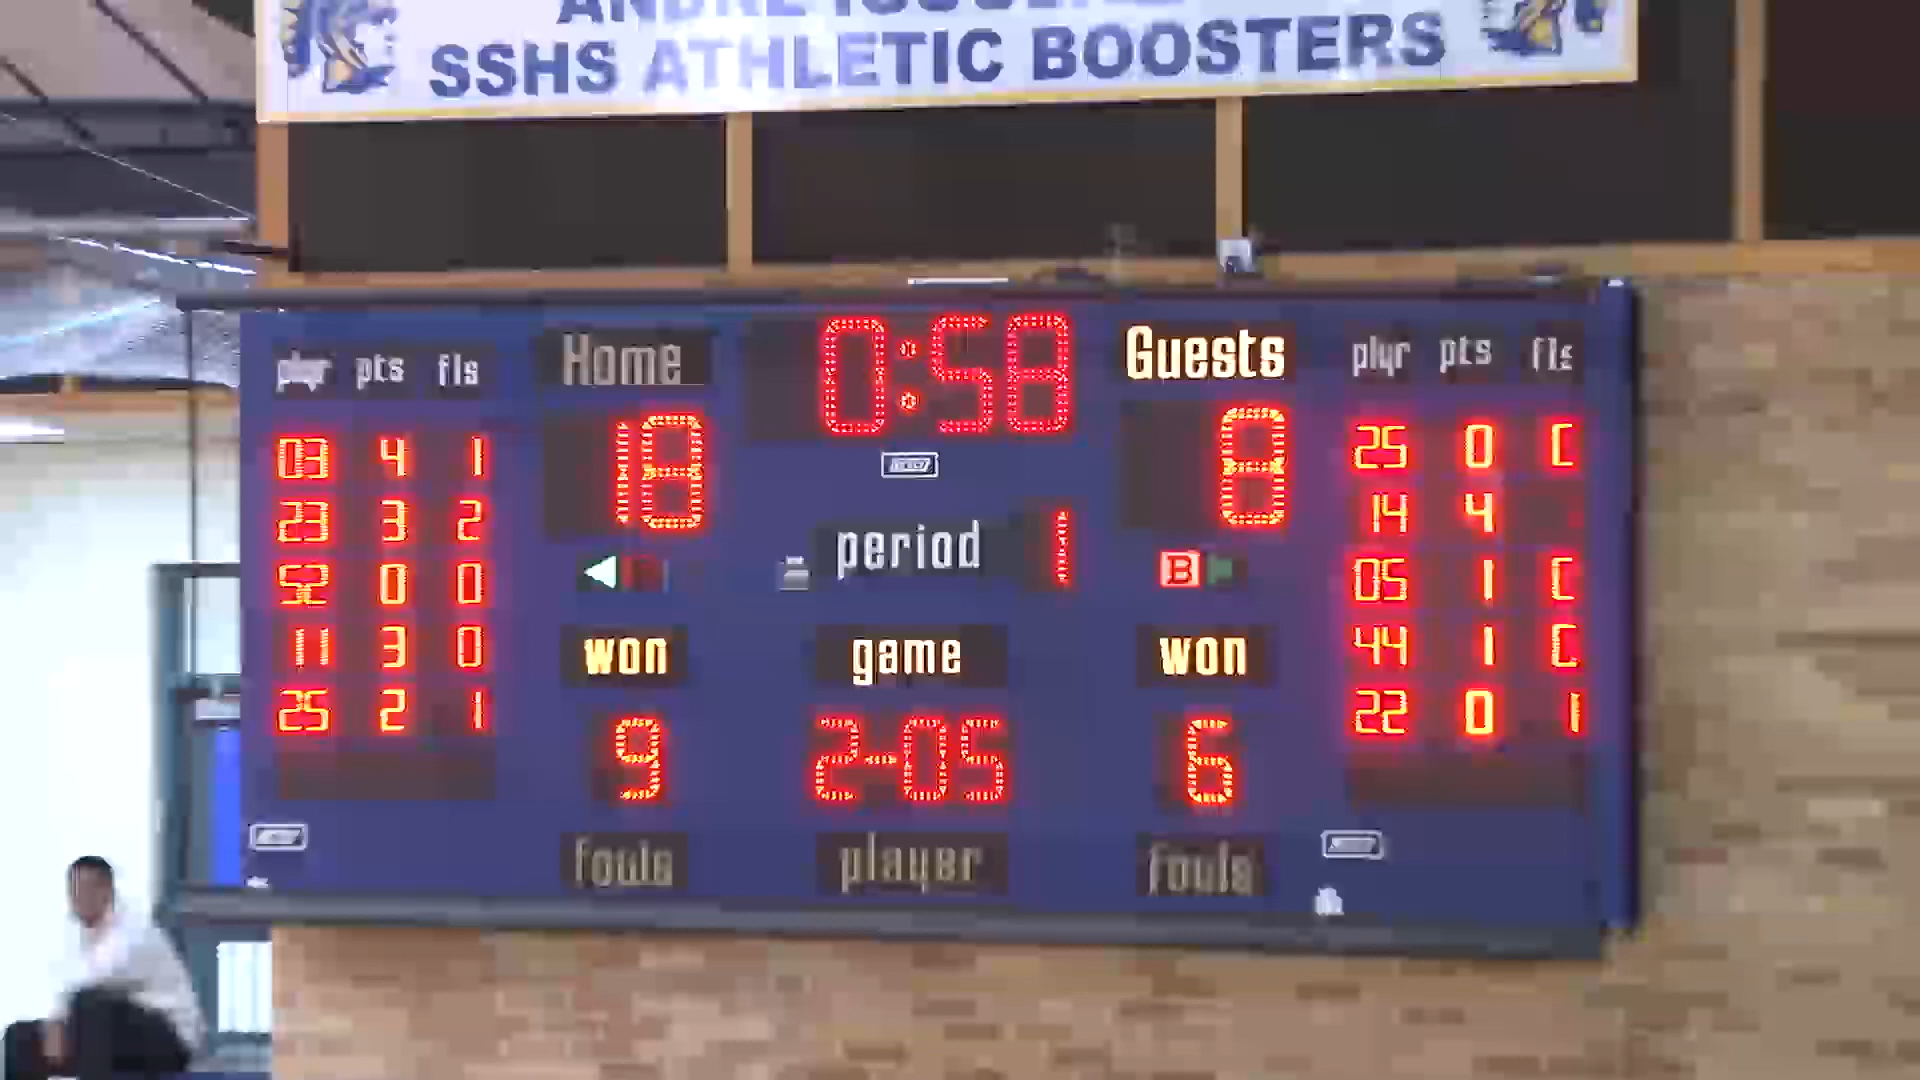 SSHS ATHLETIC BOOSTERS
plyr pts fls
Home
0:58
Guests
plyr pts fls
18
8
03 4 1
23 3 2
52 0 0
11 3 0
25 2 1
period 1
B
25 0
14 4
05 1
44 1
22 0 1
won
game
won
9
2-05
6
fouls
player
fouls